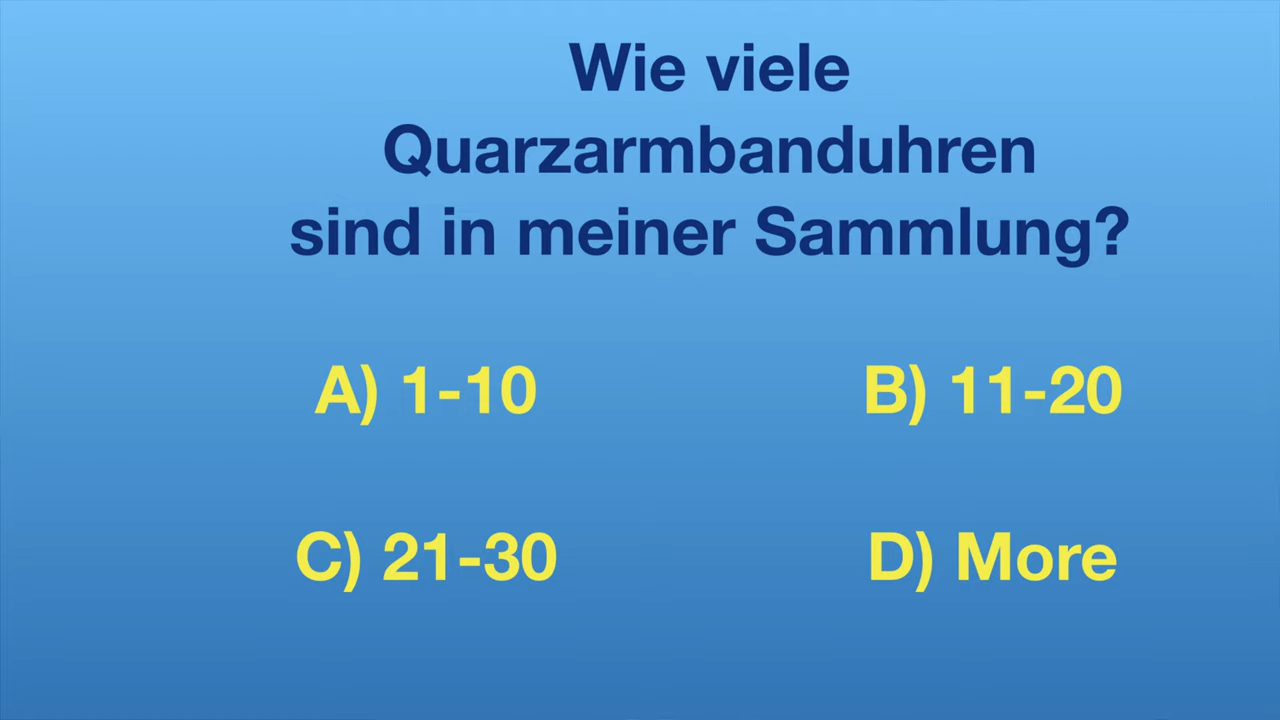 Wie viele
Quarzarmbanduhren
sind in meiner Sammlung?
A) 1-10
B) 11-20
C) 21-30
D) More